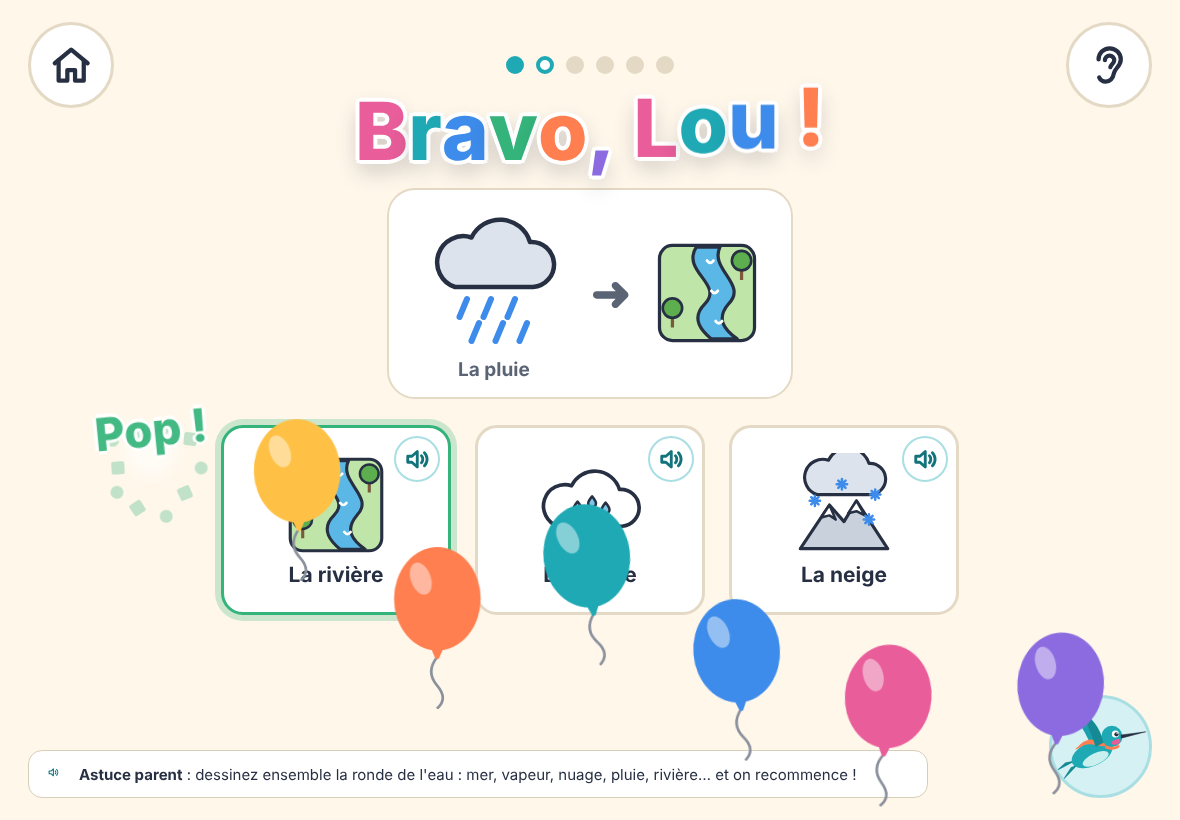 Bravo, Lou !
La pluie
Pop !
La rivière
La neige
Astuce parent : dessinez ensemble la ronde de l'eau : mer, vapeur, nuage, pluie, rivière... et on recommence !